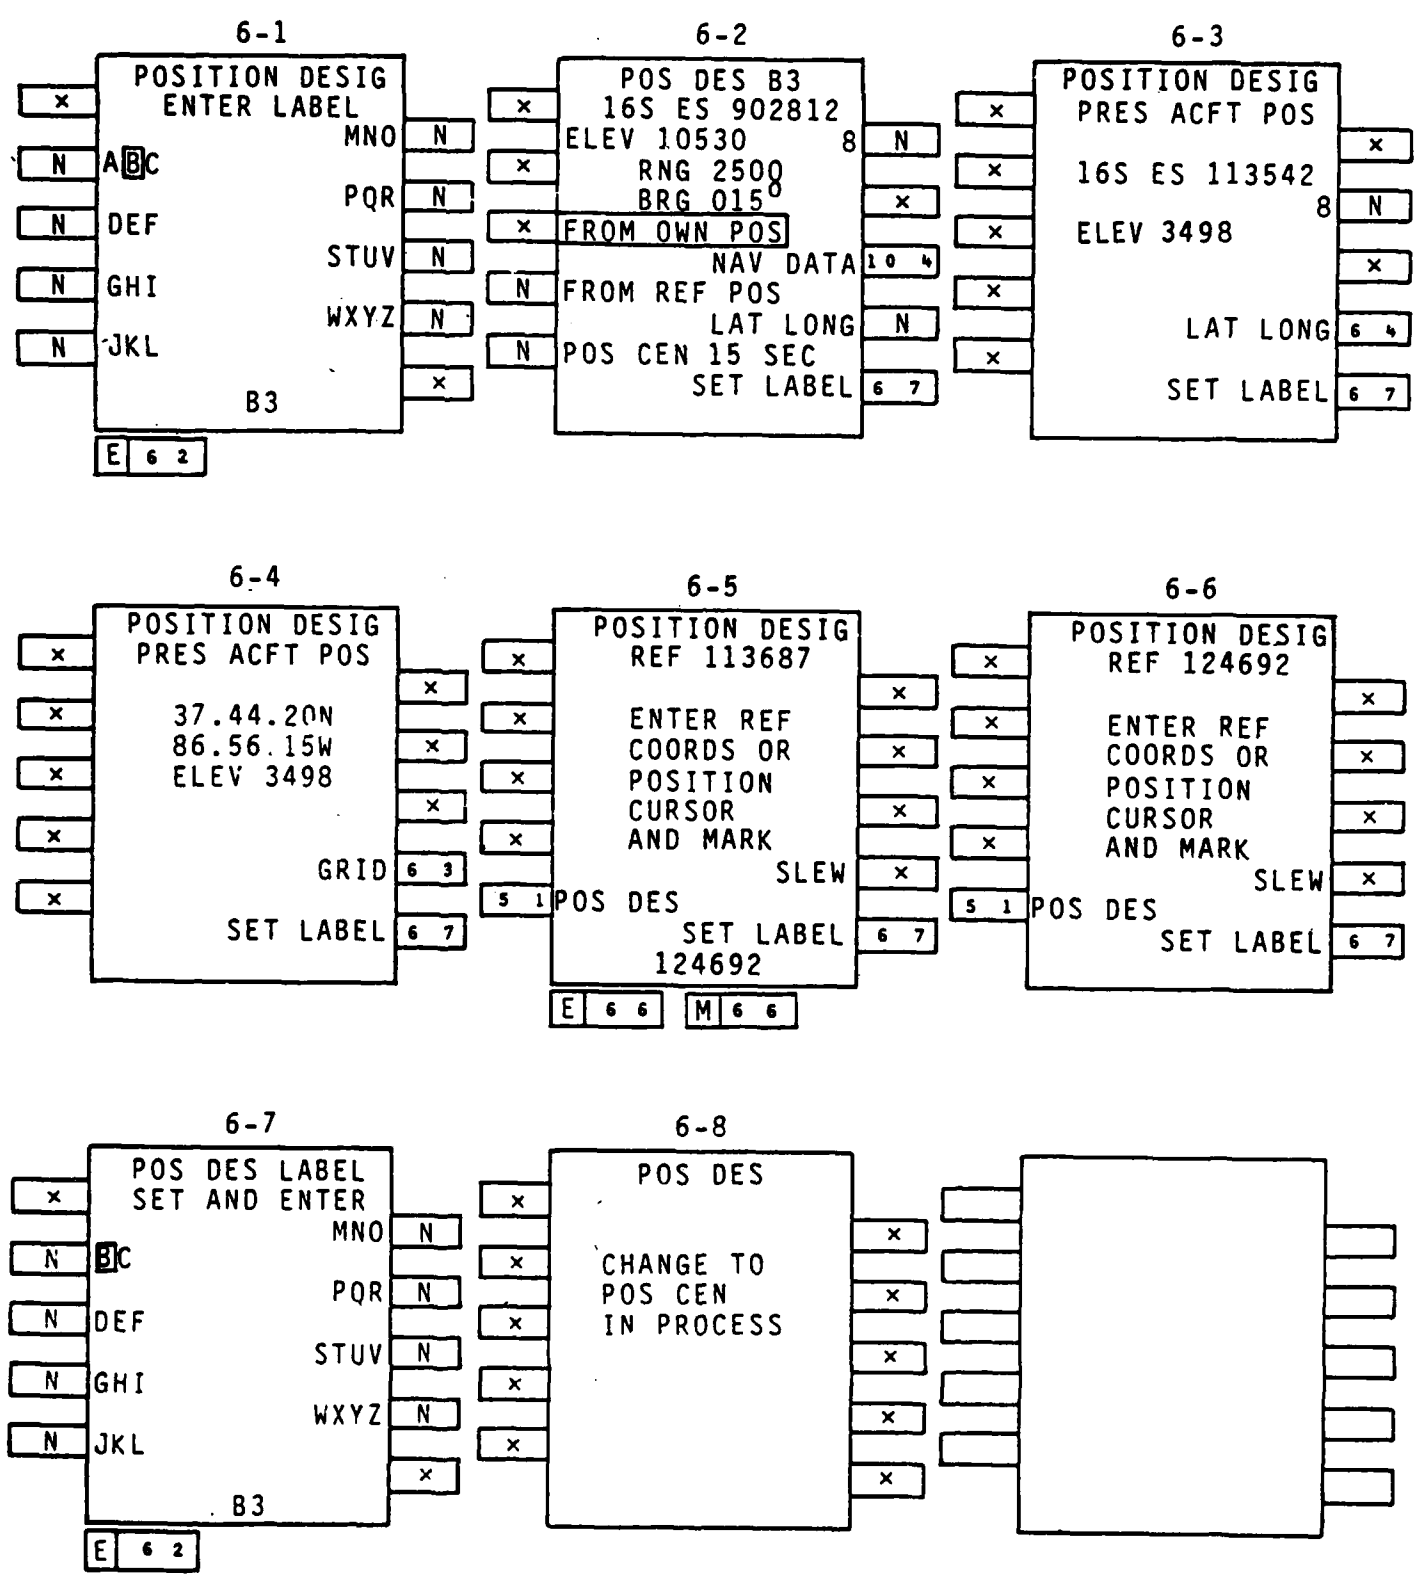 6-1
POSITION DESIG
ENTER LABEL
×
MNO N
N ABC
PQR N
N DEF
STUV N
N GHI
WXYZ N
N JKL
×
B3
E 6 2
6-2
POS DES B3
× 16S ES 902812
ELEV 10530 8 N
× RNG 2500
BRG 015° ×
× FROM OWN POS
NAV DATA 10 4
N FROM REF POS
LAT LONG N
N POS CEN 15 SEC
SET LABEL 6 7
6-3
POSITION DESIG
× PRES ACFT POS
×
× 16S ES 113542
8 N
× ELEV 3498
×
×
LAT LONG 6 4
×
SET LABEL 6 7
6-4
POSITION DESIG
× PRES ACFT POS
×
× 37.44.20N
86.56.15W ×
× ELEV 3498
×
×
GRID 6 3
×
SET LABEL 6 7
6-5
POSITION DESIG
× REF 113687
×
× ENTER REF
COORDS OR ×
× POSITION
CURSOR ×
× AND MARK
SLEW ×
5 1 POS DES
SET LABEL 6 7
124692
E 6 6 M 6 6
6-6
POSITION DESIG
× REF 124692
×
× ENTER REF
COORDS OR ×
× POSITION
CURSOR ×
× AND MARK
SLEW ×
5 1 POS DES
SET LABEL 6 7
6-7
POS DES LABEL
× SET AND ENTER
MNO N
N BC
PQR N
N DEF
STUV N
N GHI
WXYZ N
N JKL
×
B3
E 6 2
6-8
POS DES
×
×
× CHANGE TO
POS CEN ×
× IN PROCESS
×
×
×
×
×